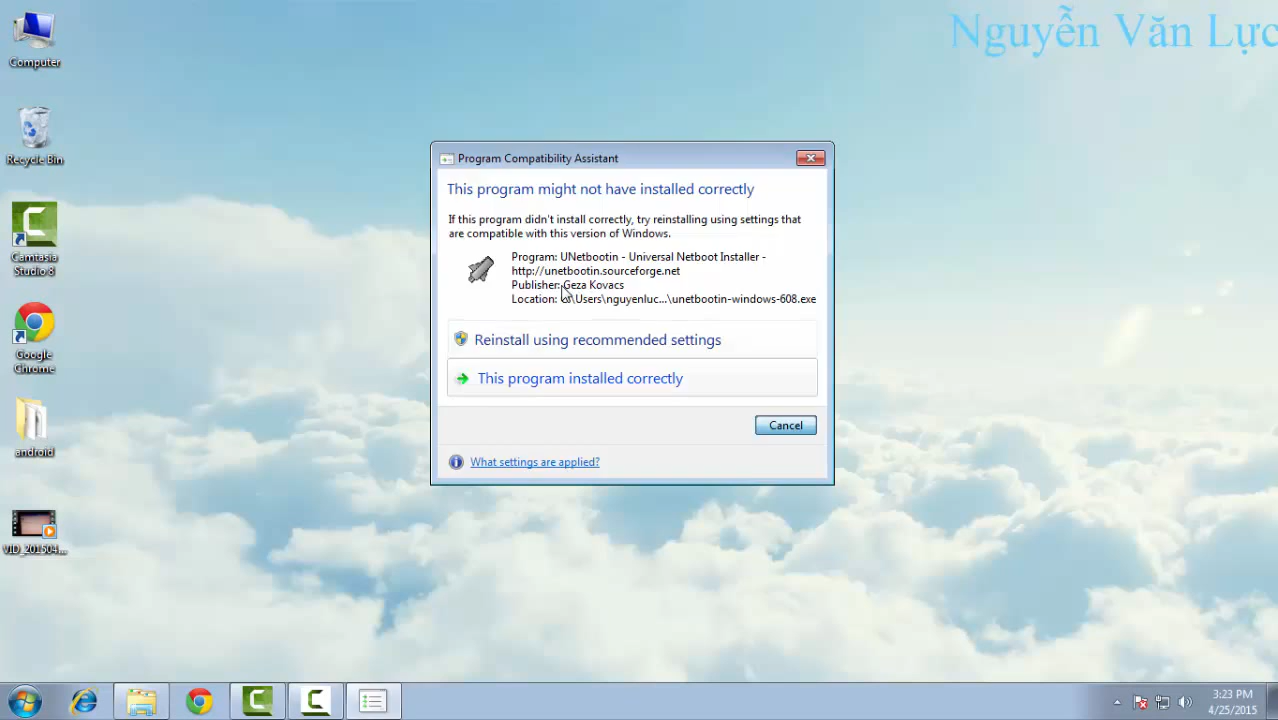 Nguyễn Văn Lực
Computer
Recycle Bin
Camtasia
Studio 8
Google
Chrome
android
VID_201504...
Program Compatibility Assistant
This program might not have installed correctly
If this program didn't install correctly, try reinstalling using settings that
are compatible with this version of Windows.
Program: UNetbootin - Universal Netboot Installer -
http://unetbootin.sourceforge.net
Publisher: Geza Kovacs
Location: \Users\nguyenluc...\unetbootin-windows-608.exe
Reinstall using recommended settings
This program installed correctly
Cancel
What settings are applied?
3:23 PM
4/25/2015